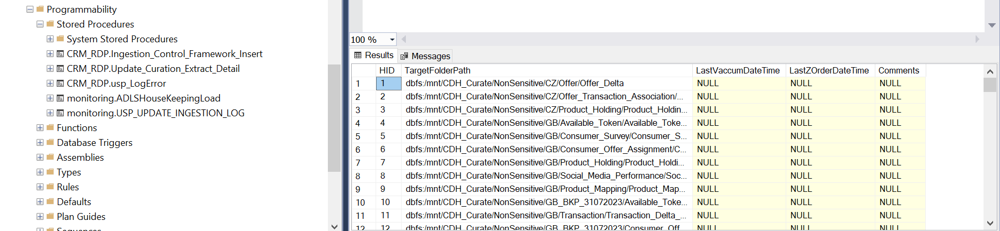 Programmability
Stored Procedures
System Stored Procedures
CRM_RDP.Ingestion_Control_Framework_Insert
CRM_RDP.Update_Curation_Extract_Detail
CRM_RDP.usp_LogError
monitoring.ADLSHouseKeepingLoad
monitoring.USP_UPDATE_INGESTION_LOG
Functions
Database Triggers
Assemblies
Types
Rules
Defaults
Plan Guides
Sequences
100 %
Results Messages
HID TargetFolderPath LastVaccumDateTime LastZOrderDateTime Comments
1 1 dbfs:/mnt/CDH_Curate/NonSensitive/CZ/Offer/Offer_Delta NULL NULL NULL
2 2 dbfs:/mnt/CDH_Curate/NonSensitive/CZ/Offer_Transaction_Association/... NULL NULL NULL
3 3 dbfs:/mnt/CDH_Curate/NonSensitive/CZ/Product_Holding/Product_Holdin... NULL NULL NULL
4 4 dbfs:/mnt/CDH_Curate/NonSensitive/GB/Available_Token/Available_Toke... NULL NULL NULL
5 5 dbfs:/mnt/CDH_Curate/NonSensitive/GB/Consumer_Survey/Consumer_S... NULL NULL NULL
6 6 dbfs:/mnt/CDH_Curate/NonSensitive/GB/Consumer_Offer_Assignment/C... NULL NULL NULL
7 7 dbfs:/mnt/CDH_Curate/NonSensitive/GB/Product_Holding/Product_Holdi... NULL NULL NULL
8 8 dbfs:/mnt/CDH_Curate/NonSensitive/GB/Social_Media_Performance/Soc... NULL NULL NULL
9 9 dbfs:/mnt/CDH_Curate/NonSensitive/GB/Product_Mapping/Product_Map... NULL NULL NULL
10 10 dbfs:/mnt/CDH_Curate/NonSensitive/GB_BKP_31072023/Available_Toke... NULL NULL NULL
11 11 dbfs:/mnt/CDH_Curate/NonSensitive/GB/Transaction/Transaction_Delta_... NULL NULL NULL
12 12 dbfs:/mnt/CDH_Curate/NonSensitive/GB_BKP_31072023/Consumer_Off... NULL NULL NULL